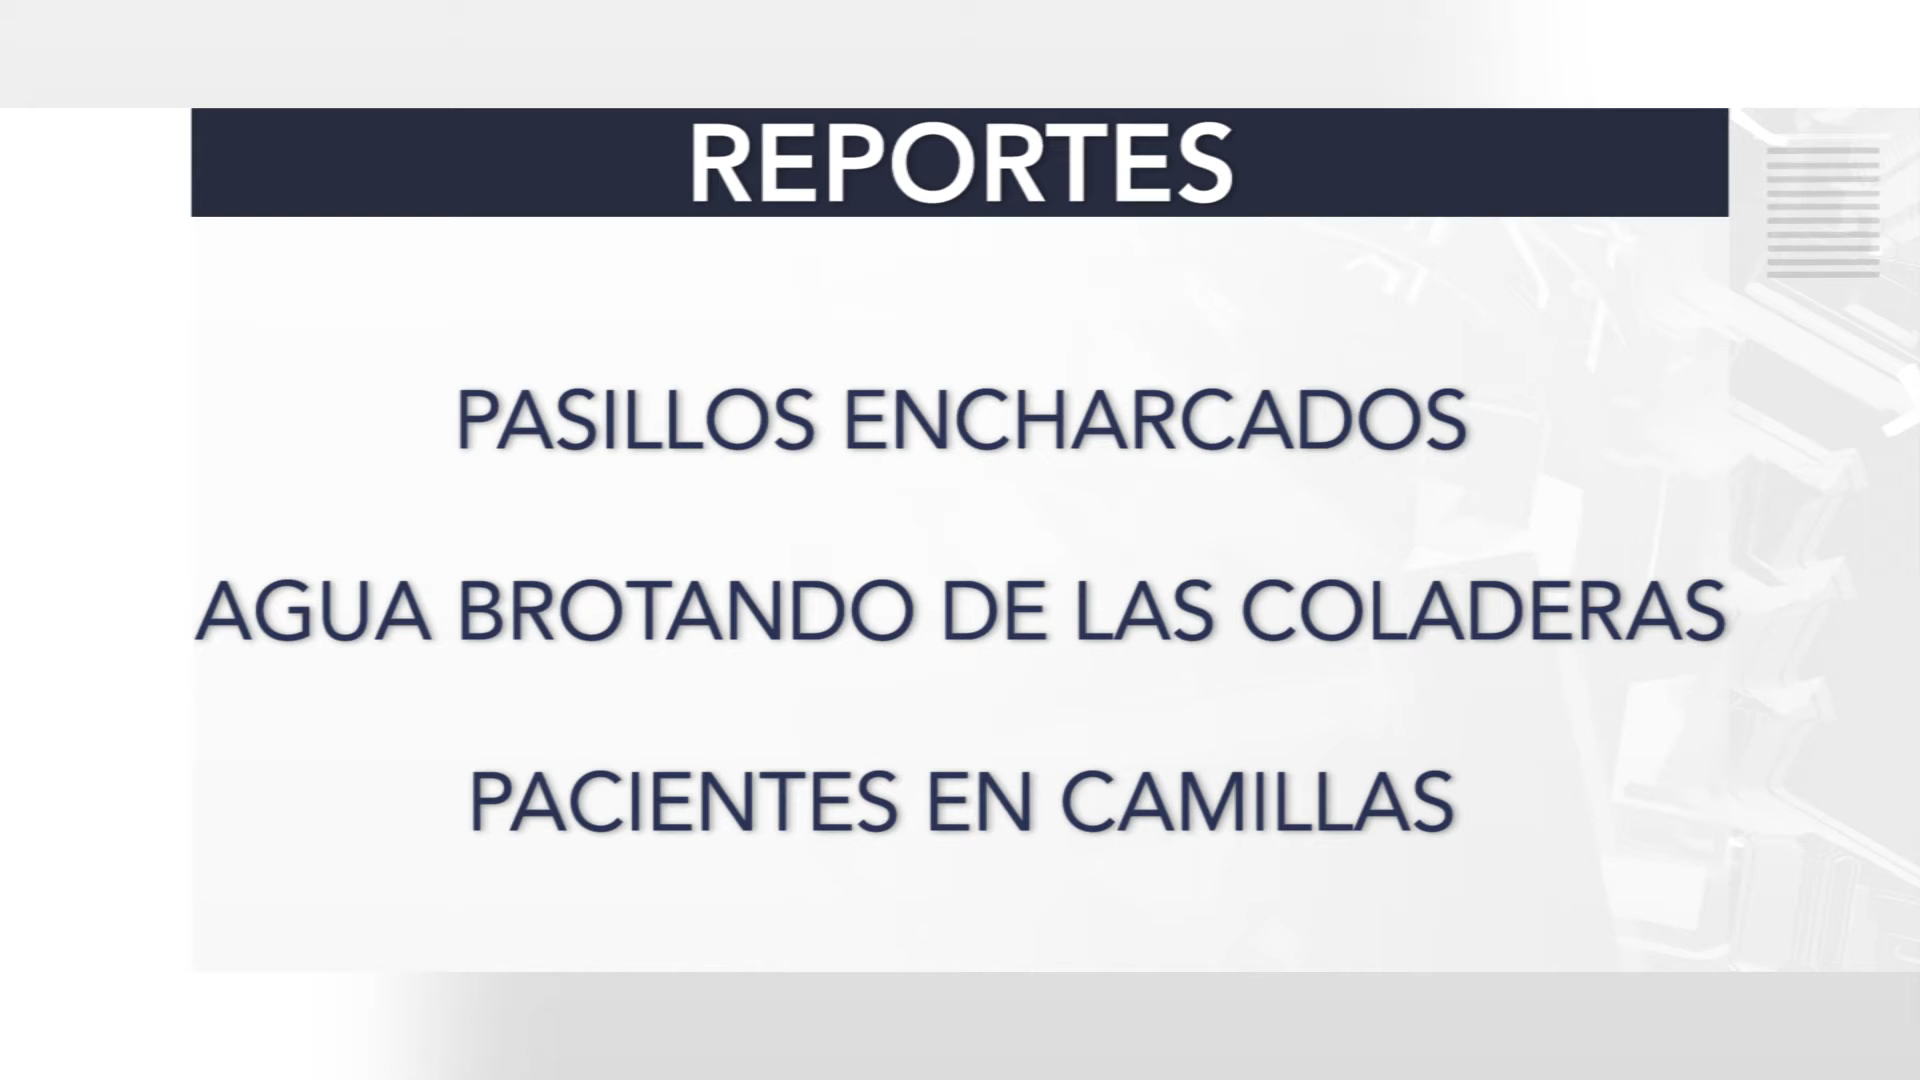 REPORTES
PASILLOS ENCHARCADOS
AGUA BROTANDO DE LAS COLADERAS
PACIENTES EN CAMILLAS